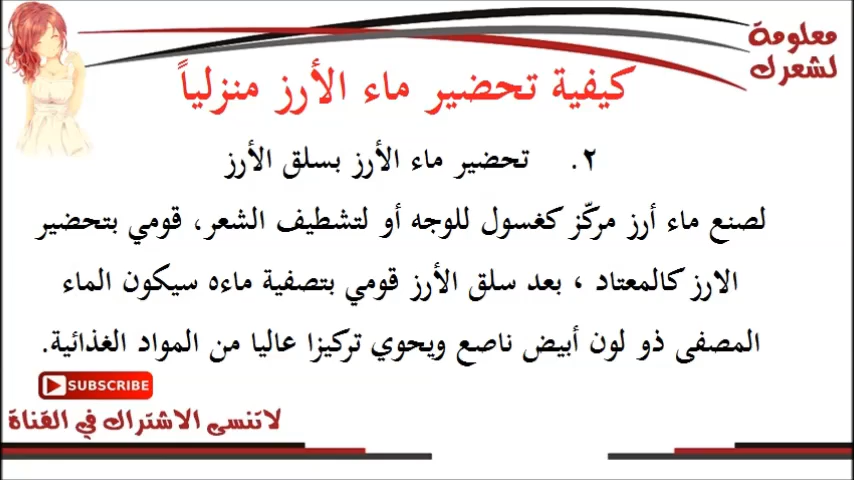 معلومة
لشعرك
كيفية تحضير ماء الأرز منزلياً
٢. تحضير ماء الأرز بسلق الأرز
لصنع ماء أرز مركّز كغسول للوجه أو لتشطيف الشعر، قومي بتحضير
الارز كالمعتاد ، بعد سلق الأرز قومي بتصفية ماءه سيكون الماء
المصفى ذو لون أبيض ناصع ويحوي تركيزا عاليا من المواد الغذائية.
SUBSCRIBE
لاتنسى الاشتراك في القناة